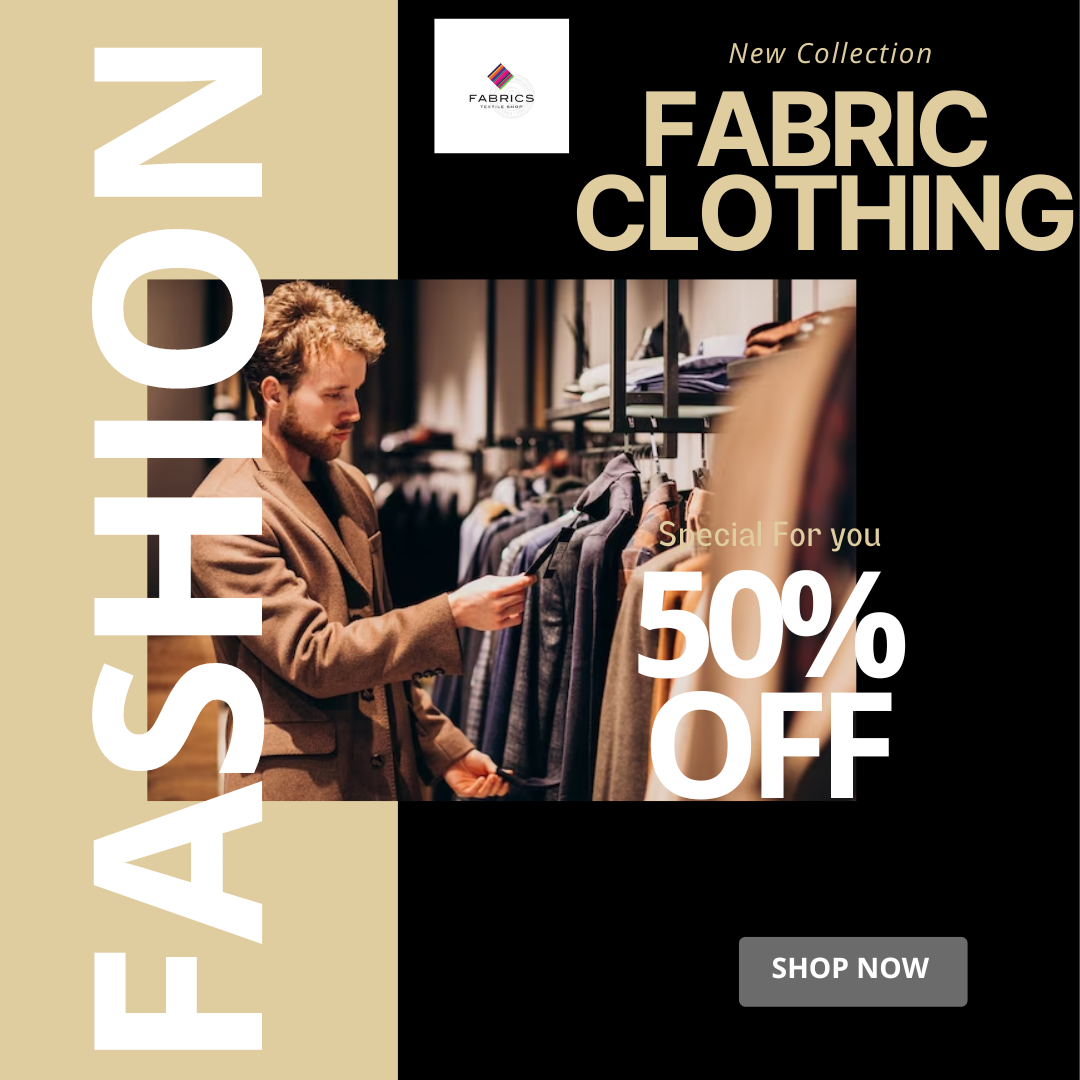 FASHION
FABRICS
TEXTILE SHOP
New Collection
FABRIC
CLOTHING
Special For you
50%
OFF
SHOP NOW